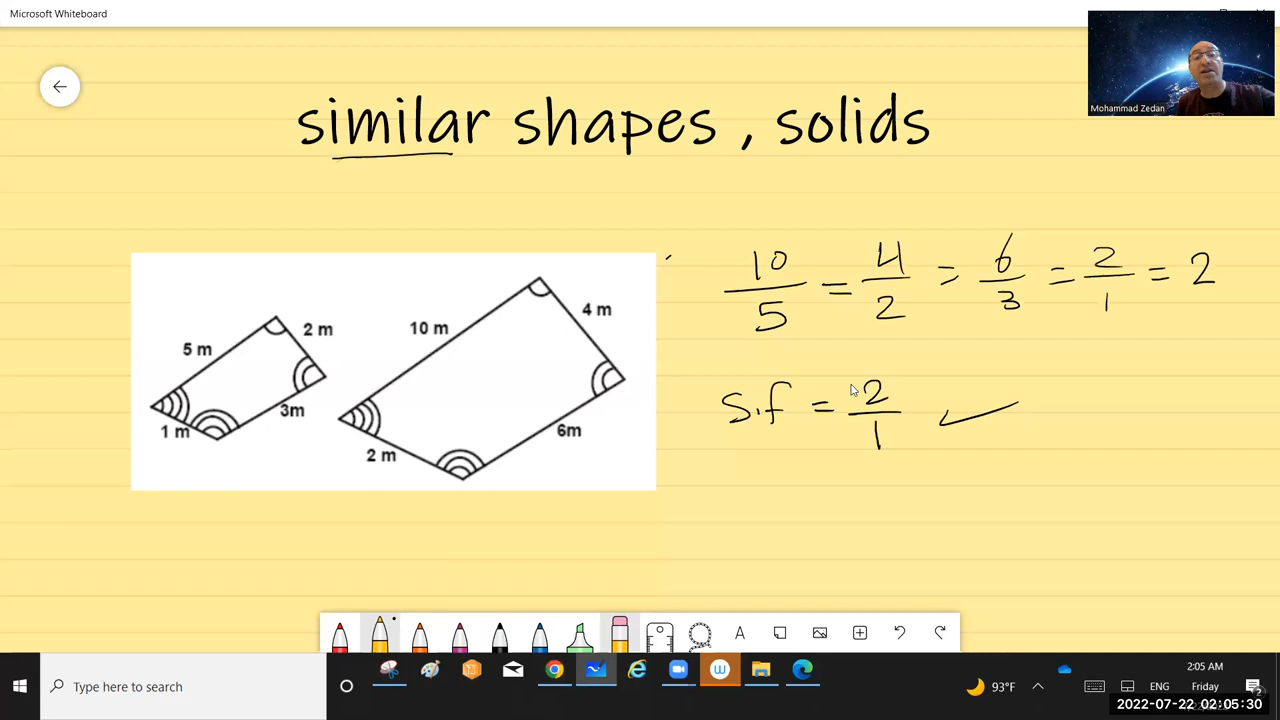 Microsoft Whiteboard
Mohammad Zedan
similar shapes , solids
10/5 = 4/2 = 6/3 = 2/1 = 2
S.f = 2/1 ✓
5 m
2 m
3m
1 m
10 m
4 m
6m
2 m
A
W
Type here to search
93°F
ENG
2:05 AM
Friday
2022-07-22 02:05:30